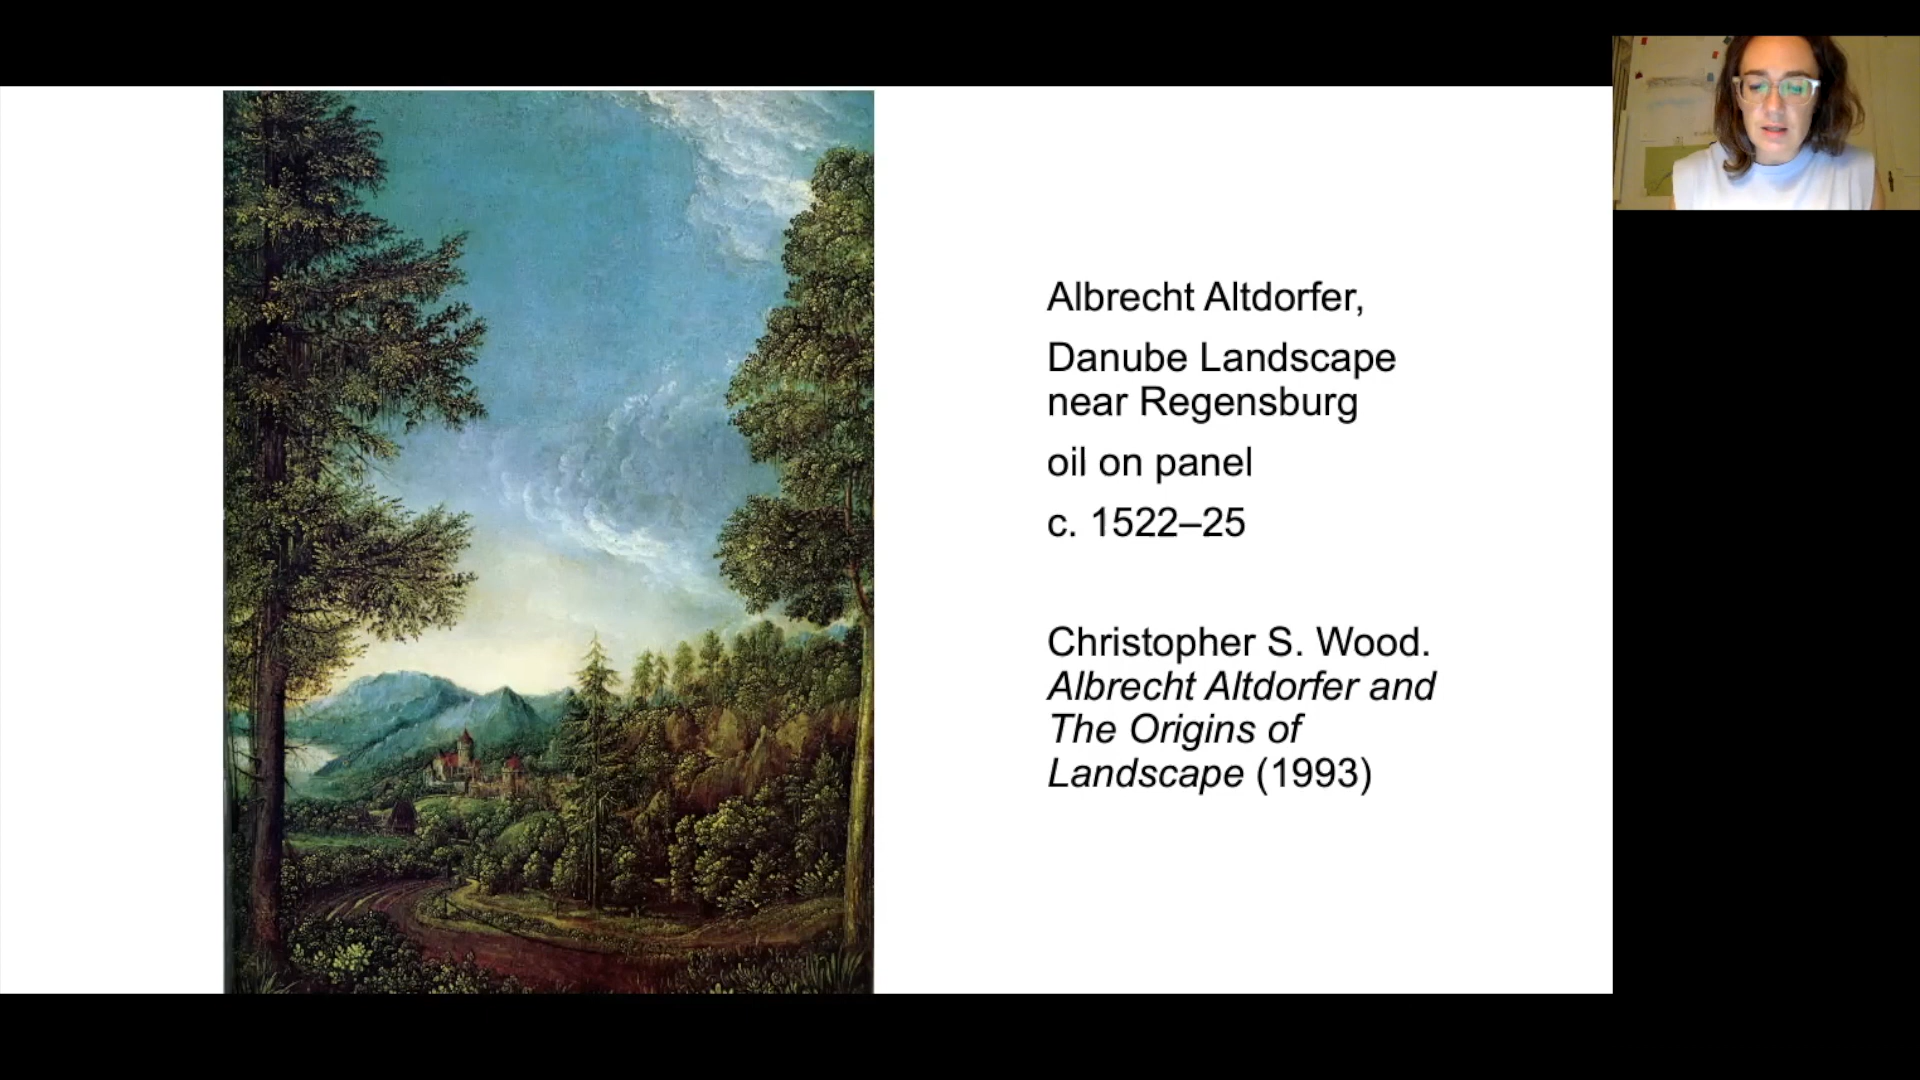 Albrecht Altdorfer,
Danube Landscape
near Regensburg
oil on panel
c. 1522–25
Christopher S. Wood.
Albrecht Altdorfer and
The Origins of
Landscape (1993)